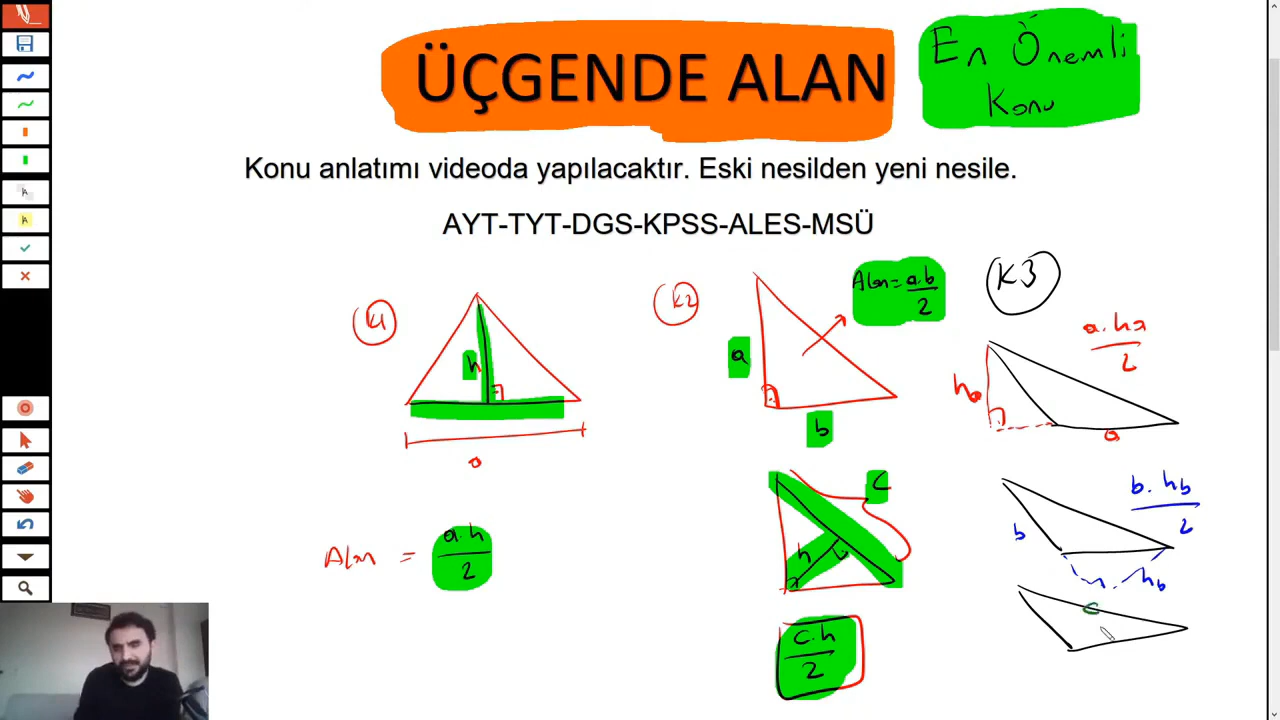 ÜÇGENDE ALAN
En Önemli
Konu
Konu anlatımı videoda yapılacaktır. Eski nesilden yeni nesile.
AYT-TYT-DGS-KPSS-ALES-MSÜ
K1
h
a
Alan = a.h
2
K2
Alan = a.b
2
a
b
c
h
c.h
2
K3
a.ha
2
ha
a
b.hb
2
b
hb
c